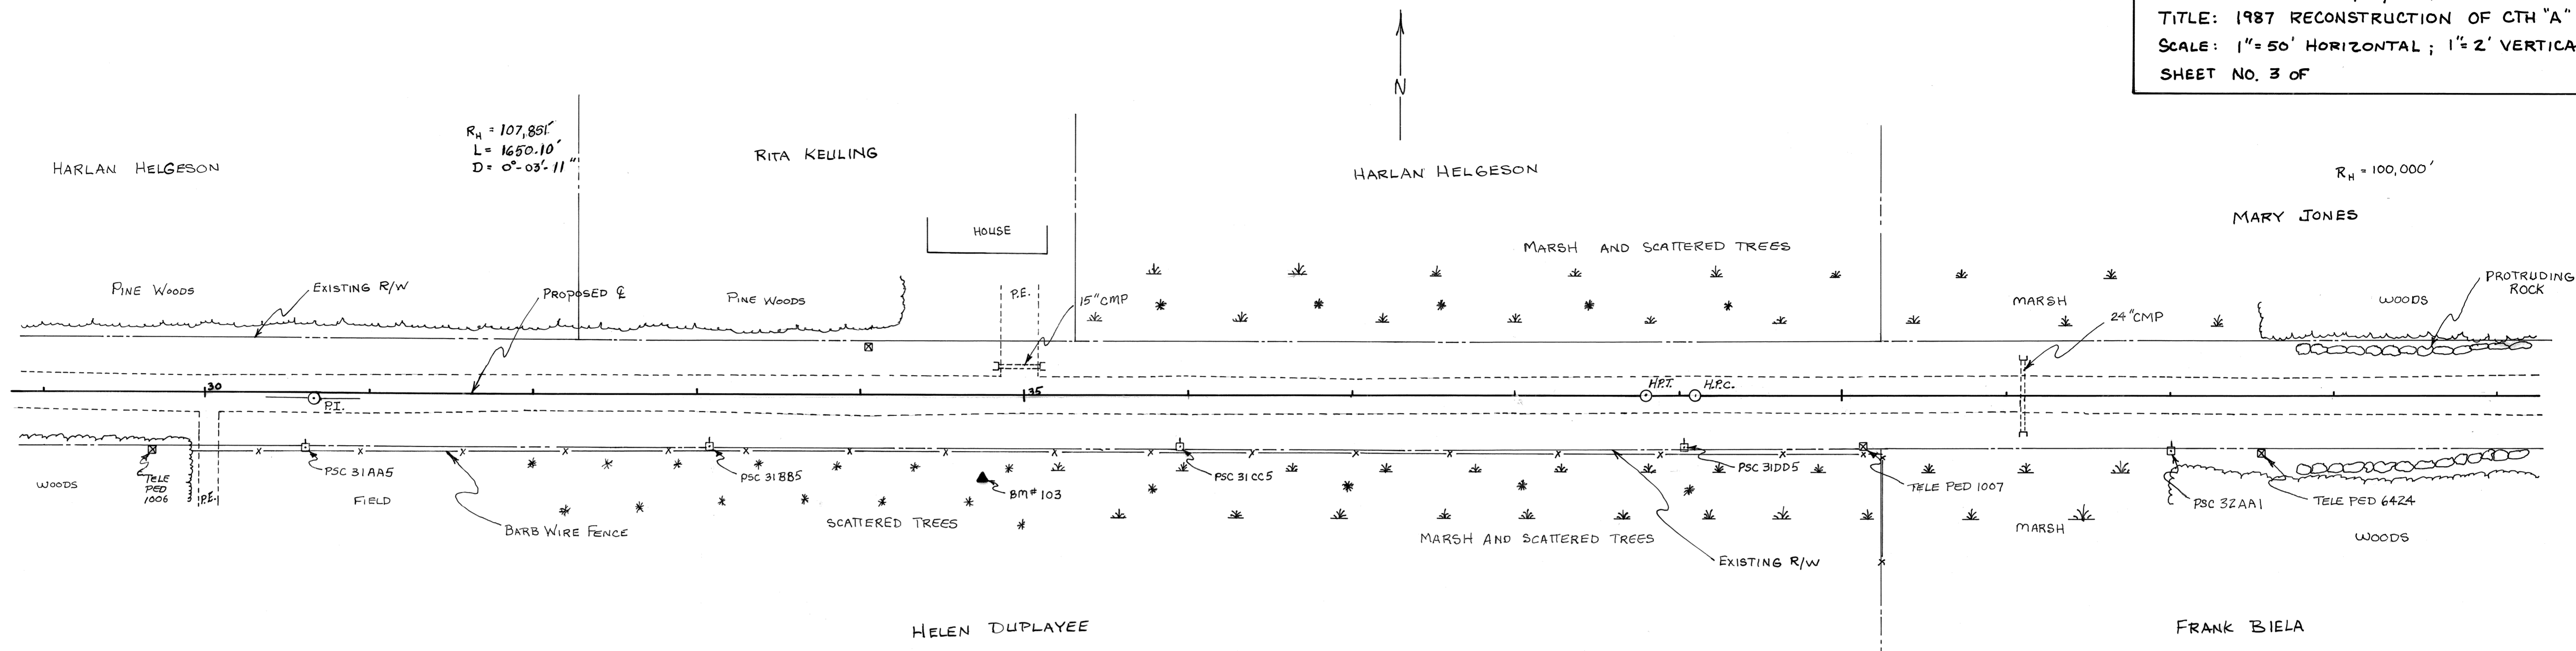 TITLE: 1987 RECONSTRUCTION OF CTH "A"
SCALE: 1"=50' HORIZONTAL ; 1"=2' VERTICA
SHEET NO. 3 OF
N
HARLAN HELGESON
RH = 107,851'
L = 1650.10'
D = 0°-03'-11"
RITA KEULING
HARLAN HELGESON
RH = 100,000'
MARY JONES
HOUSE
MARSH AND SCATTERED TREES
PINE WOODS
EXISTING R/W
PROPOSED ℄
PINE WOODS
P.E.
15"CMP
MARSH
24"CMP
WOODS
PROTRUDING
ROCK
30
P.I.
35
H.P.T.
H.P.C.
WOODS
TELE
PED
1006
P.E.
PSC 31AA5
FIELD
BARB WIRE FENCE
PSC 31BB5
SCATTERED TREES
BM#103
PSC 31CC5
MARSH AND SCATTERED TREES
PSC 31DD5
EXISTING R/W
TELE PED 1007
MARSH
PSC 32AA1
TELE PED 6424
WOODS
HELEN DUPLAYEE
FRANK BIELA